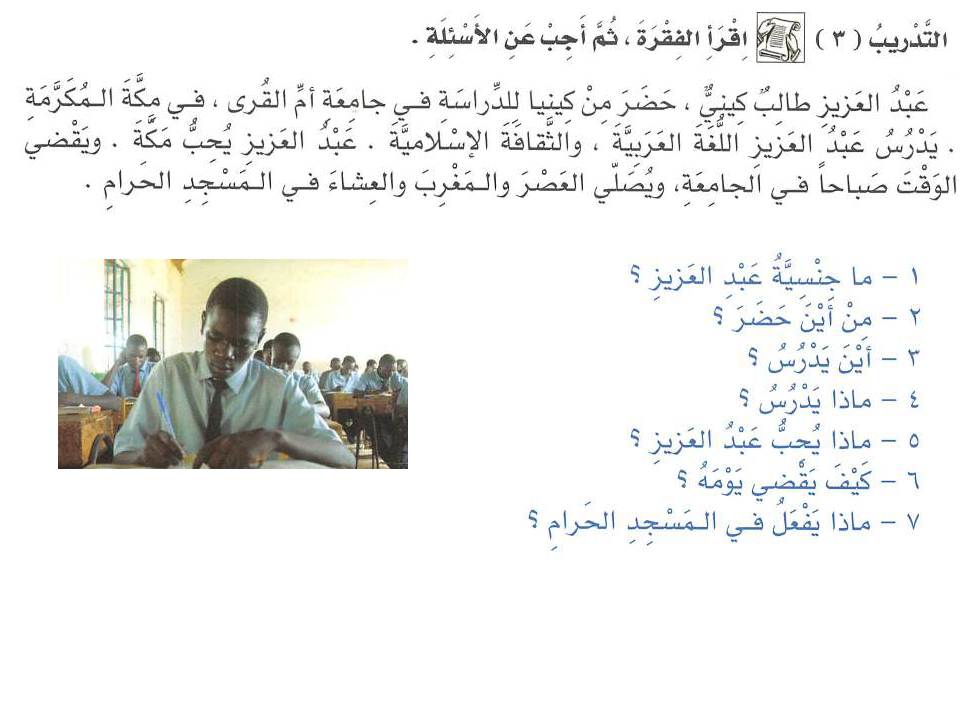 التَّدْرِيبُ ( ٣ ) اِقْرَأِ الفِقْرَةَ ، ثُمَّ أَجِبْ عَنِ الأَسْئِلَةِ .
عَبْدُ العَزِيزِ طالِبٌ كِينِيٌّ ، حَضَرَ مِنْ كِينِيا لِلدِّراسَةِ في جامِعَةِ أُمِّ القُرى ، في مِكَّةَ المُكَرَّمَةِ
. يَدْرُسُ عَبْدُ العَزِيزِ اللُّغَةَ العَرَبِيَّةَ ، والثَّقافَةَ الإِسْلامِيَّةَ . عَبْدُ العَزِيزِ يُحِبُّ مَكَّةَ . ويَقْضي
الوَقْتَ صَباحاً في الجامِعَةِ، ويُصَلّي العَصْرَ والمَغْرِبَ والعِشاءَ في المَسْجِدِ الحَرامِ .
١ – ما جِنْسِيَّةُ عَبْدِ العَزِيزِ ؟
٢ – مِنْ أَيْنَ حَضَرَ ؟
٣ – أَيْنَ يَدْرُسُ ؟
٤ – ماذا يَدْرُسُ ؟
٥ – ماذا يُحِبُّ عَبْدُ العَزِيزِ ؟
٦ – كَيْفَ يَقْضِي يَوْمَهُ ؟
٧ – ماذا يَفْعَلُ في المَسْجِدِ الحَرامِ ؟